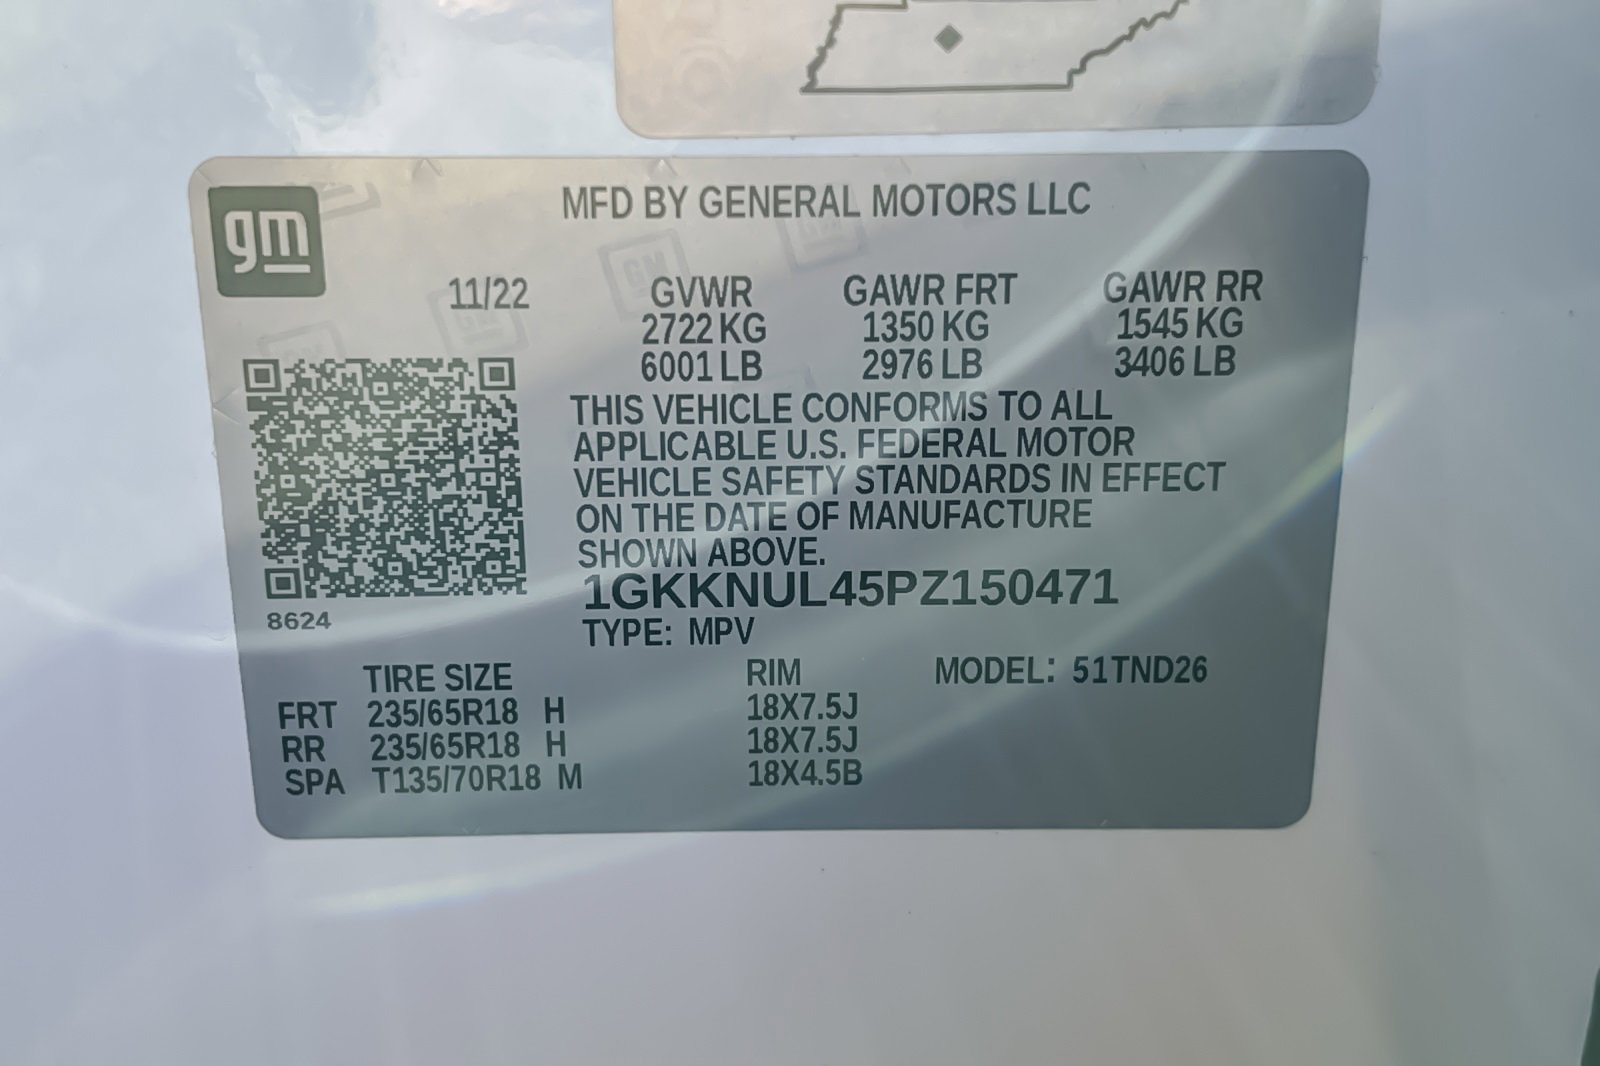 gm
MFD BY GENERAL MOTORS LLC
11/22 GVWR GAWR FRT GAWR RR
2722 KG 1350 KG 1545 KG
6001 LB 2976 LB 3406 LB
THIS VEHICLE CONFORMS TO ALL
APPLICABLE U.S. FEDERAL MOTOR
VEHICLE SAFETY STANDARDS IN EFFECT
ON THE DATE OF MANUFACTURE
SHOWN ABOVE.
1GKKNUL45PZ150471
8624
TYPE: MPV
TIRE SIZE RIM MODEL: 51TND26
FRT 235/65R18 H 18X7.5J
RR 235/65R18 H 18X7.5J
SPA T135/70R18 M 18X4.5B